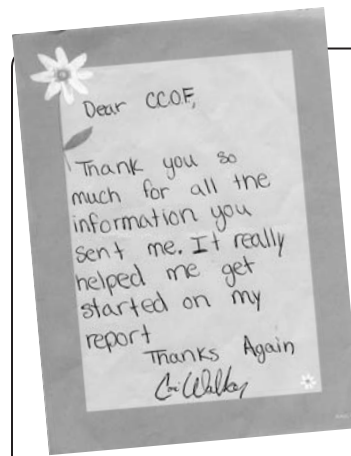 Dear CCOF,
Thank you so
much for all the
information you
sent me. It really
helped me get
started on my
report
Thanks Again